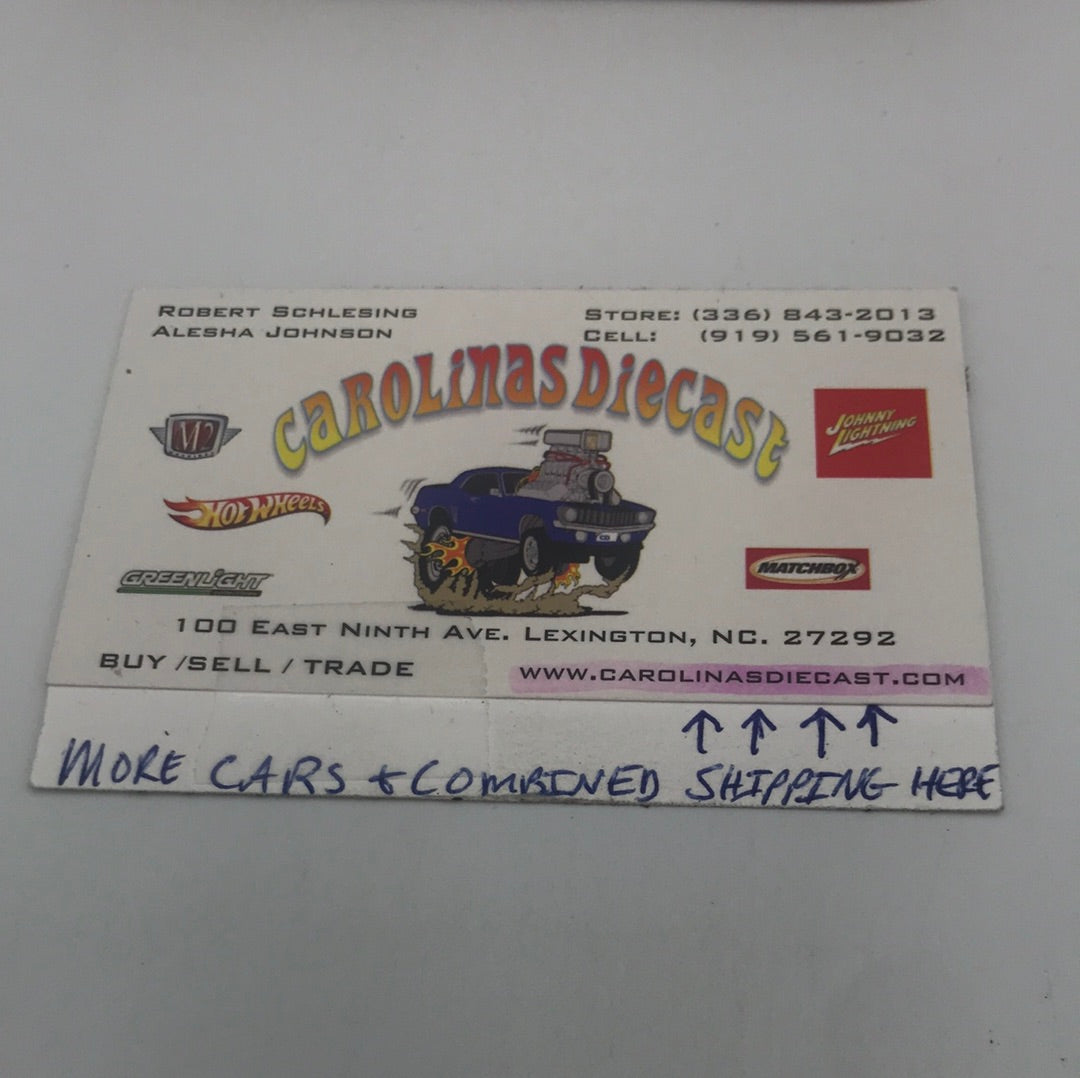 ROBERT SCHLESING
ALESHA JOHNSON
STORE: (336) 843-2013
CELL: (919) 561-9032
CAROLINAS DIECAST
M2
JOHNNY LIGHTNING
HOT WHEELS
GREENLIGHT
MATCHBOX
100 EAST NINTH AVE. LEXINGTON, NC. 27292
BUY /SELL / TRADE
WWW.CAROLINASDIECAST.COM
↑ ↑ ↑ ↑
MORE CARS + COMBINED SHIPPING HERE